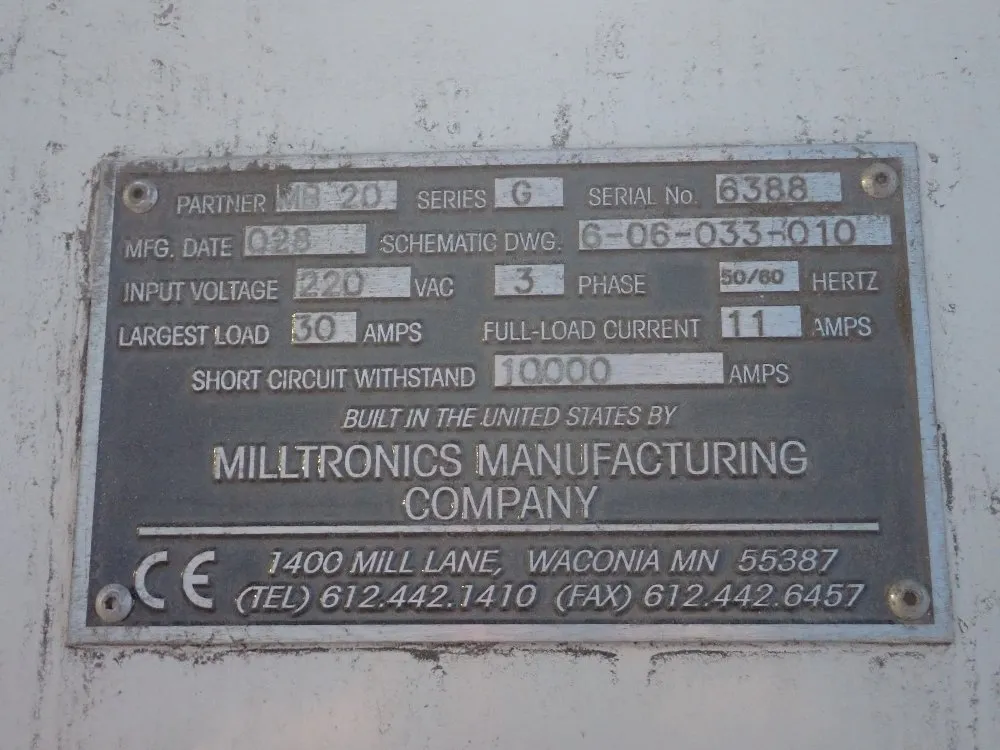 PARTNER MB 20 SERIES G SERIAL No. 6388
MFG. DATE 028 SCHEMATIC DWG. 6-06-033-010
INPUT VOLTAGE 220 VAC 3 PHASE 50/60 HERTZ
LARGEST LOAD 30 AMPS FULL-LOAD CURRENT 11 AMPS
SHORT CIRCUIT WITHSTAND 10000 AMPS
BUILT IN THE UNITED STATES BY
MILLTRONICS MANUFACTURING
COMPANY
CE 1400 MILL LANE, WACONIA MN 55387
(TEL) 612.442.1410 (FAX) 612.442.6457